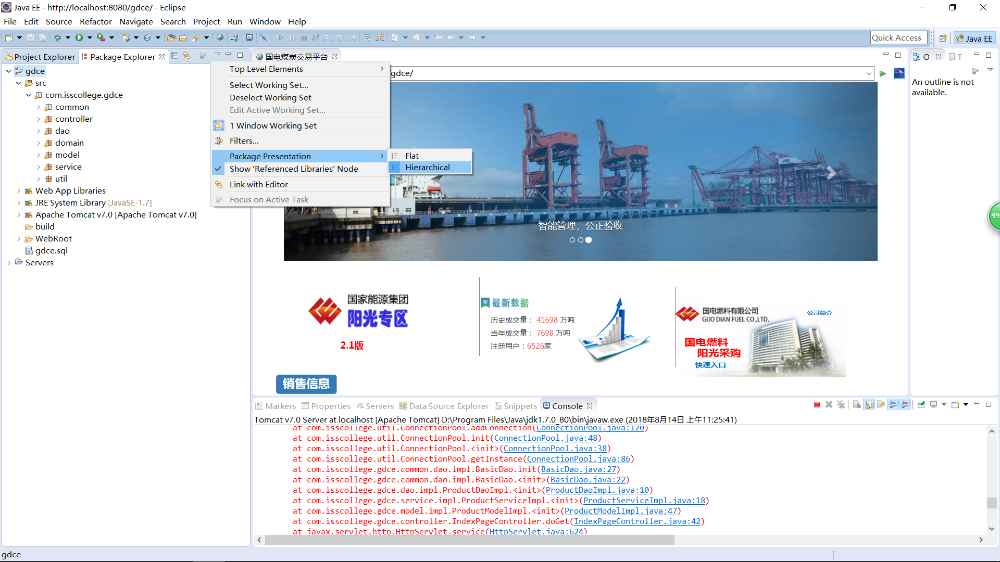 Java EE - http://localhost:8080/gdce/ - Eclipse
File Edit Source Refactor Navigate Search Project Run Window Help
Quick Access
Java EE
Project Explorer
Package Explorer
gdce
src
com.isscollege.gdce
common
controller
dao
domain
model
service
util
Web App Libraries
JRE System Library [JavaSE-1.7]
Apache Tomcat v7.0 [Apache Tomcat v7.0]
build
WebRoot
gdce.sql
Servers
Top Level Elements
Select Working Set...
Deselect Working Set
Edit Active Working Set...
1 Window Working Set
Filters...
Package Presentation
Show 'Referenced Libraries' Node
Link with Editor
Focus on Active Task
Flat
Hierarchical
国电煤炭交易平台
gdce/
智能管理，公正验收
国家能源集团
阳光专区
2.1版
新
最新数据
历史成交量： 41698 万吨
当年成交量： 7698 万吨
注册用户：6526家
国电燃料有限公司
GUO DIAN FUEL CO.,LTD.
公司简介
国电燃料
阳光采购
快速入口
销售信息
O
T
An outline is not
available.
49
Markers Properties Servers Data Source Explorer Snippets Console
Tomcat v7.0 Server at localhost [Apache Tomcat] D:\Program Files\Java\jdk1.7.0_80\bin\javaw.exe (2018年8月14日 上午11:25:41)
at com.isscollege.util.ConnectionPool.addConnection(ConnectionPool.java:120)
at com.isscollege.util.ConnectionPool.init(ConnectionPool.java:48)
at com.isscollege.util.ConnectionPool.<init>(ConnectionPool.java:38)
at com.isscollege.util.ConnectionPool.getInstance(ConnectionPool.java:86)
at com.isscollege.gdce.common.dao.impl.BasicDao.init(BasicDao.java:27)
at com.isscollege.gdce.common.dao.impl.BasicDao.<init>(BasicDao.java:22)
at com.isscollege.gdce.dao.impl.ProductDaoImpl.<init>(ProductDaoImpl.java:10)
at com.isscollege.gdce.service.impl.ProductServiceImpl.<init>(ProductServiceImpl.java:18)
at com.isscollege.gdce.model.impl.ProductModelImpl.<init>(ProductModelImpl.java:47)
at com.isscollege.gdce.controller.IndexPageController.doGet(IndexPageController.java:42)
at javax.servlet.http.HttpServlet.service(HttpServlet.java:624)
gdce